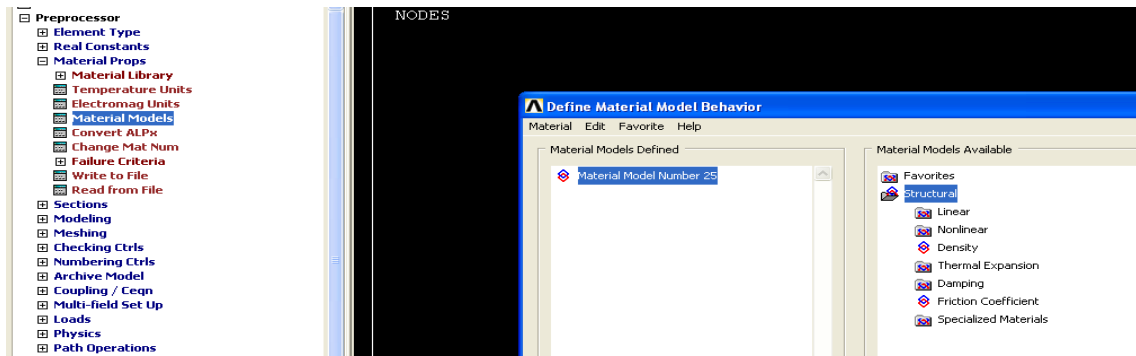 Preprocessor
Element Type
Real Constants
Material Props
Material Library
Temperature Units
Electromag Units
Material Models
Convert ALPx
Change Mat Num
Failure Criteria
Write to File
Read from File
Sections
Modeling
Meshing
Checking Ctrls
Numbering Ctrls
Archive Model
Coupling / Ceqn
Multi-field Set Up
Loads
Physics
Path Operations
NODES
Define Material Model Behavior
Material Edit Favorite Help
Material Models Defined
Material Model Number 25
Material Models Available
Favorites
Structural
Linear
Nonlinear
Density
Thermal Expansion
Damping
Friction Coefficient
Specialized Materials